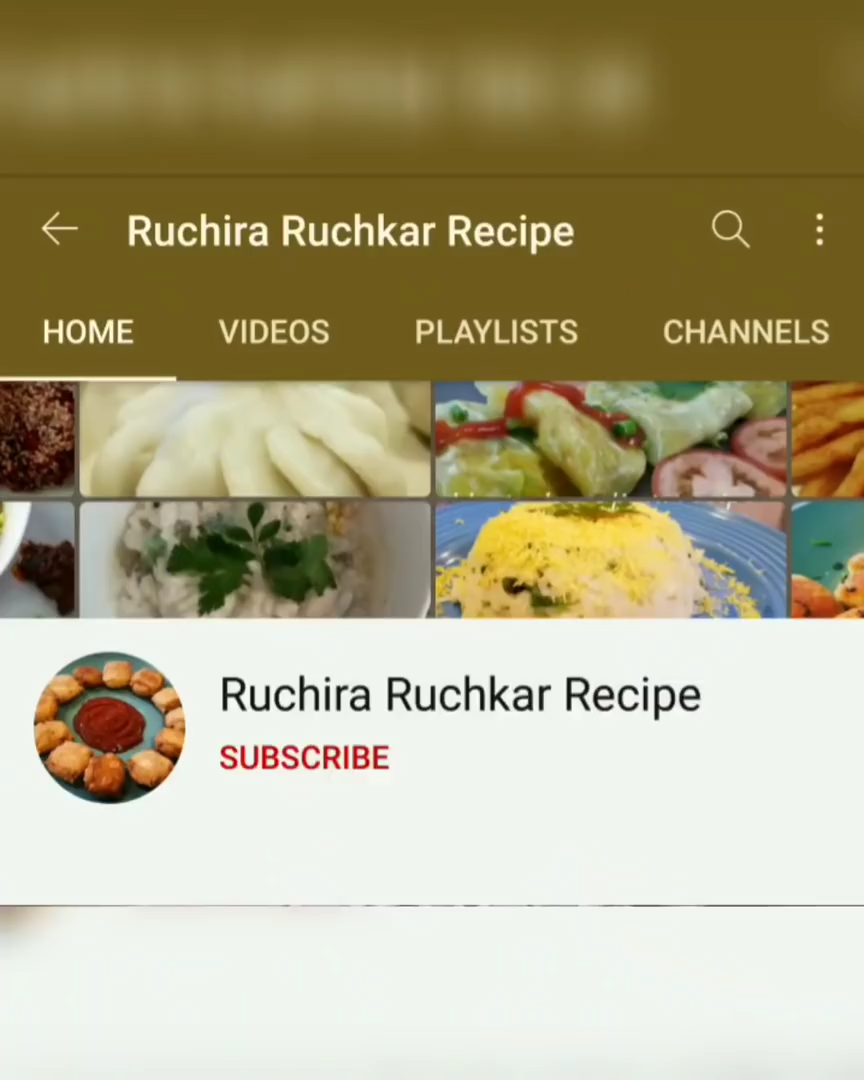 Ruchira Ruchkar Recipe
HOME VIDEOS PLAYLISTS CHANNELS
Ruchira Ruchkar Recipe
SUBSCRIBE